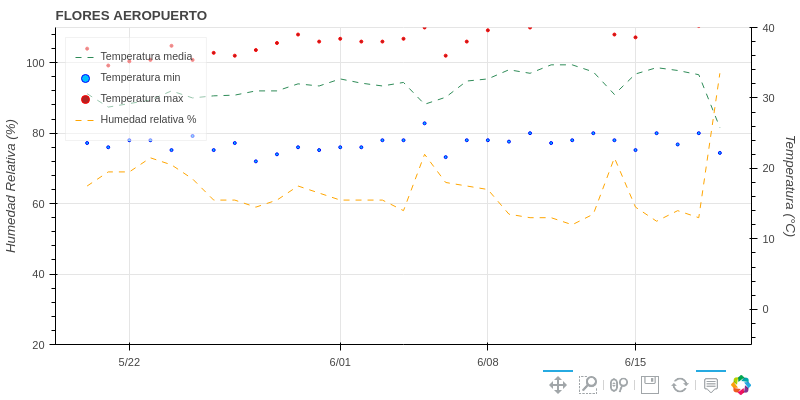 FLORES AEROPUERTO
Temperatura media
Temperatura min
Temperatura max
Humedad relativa %
Humedad Relativa (%)
100
80
60
40
20
Temperatura (°C)
40
30
20
10
0
5/22
6/01
6/08
6/15